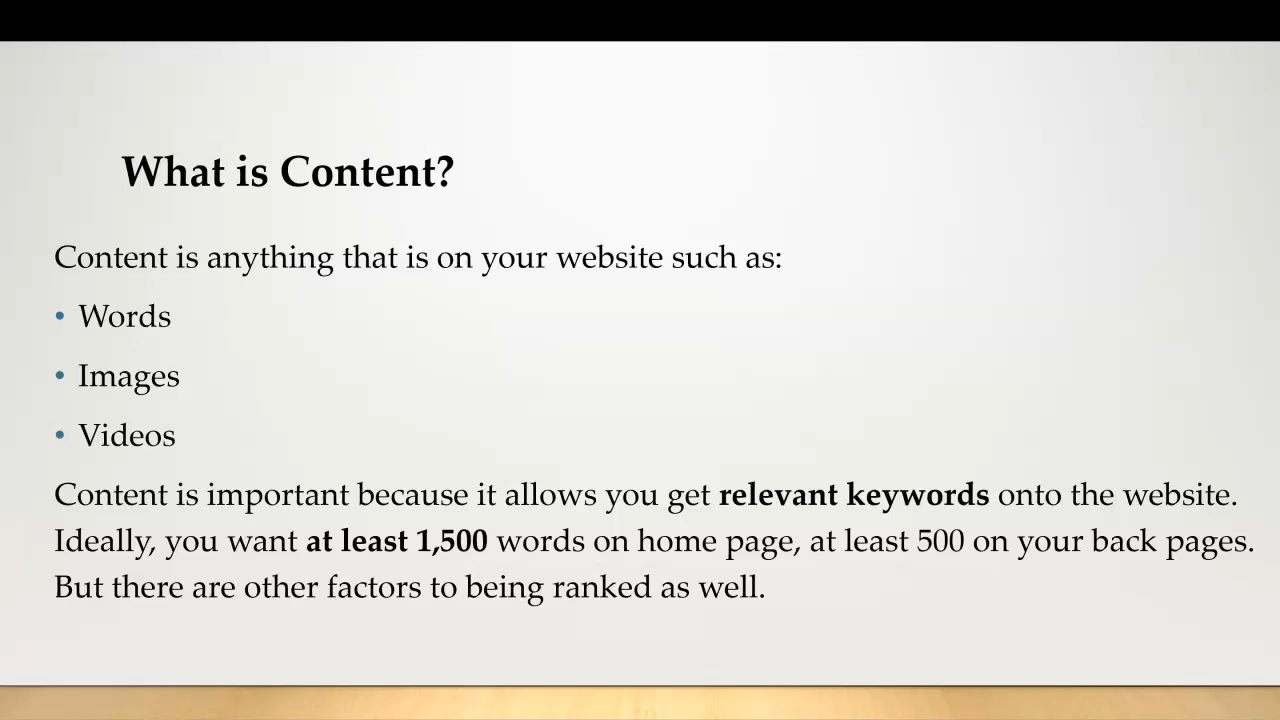 What is Content?
Content is anything that is on your website such as:
• Words
• Images
• Videos
Content is important because it allows you get relevant keywords onto the website.
Ideally, you want at least 1,500 words on home page, at least 500 on your back pages.
But there are other factors to being ranked as well.